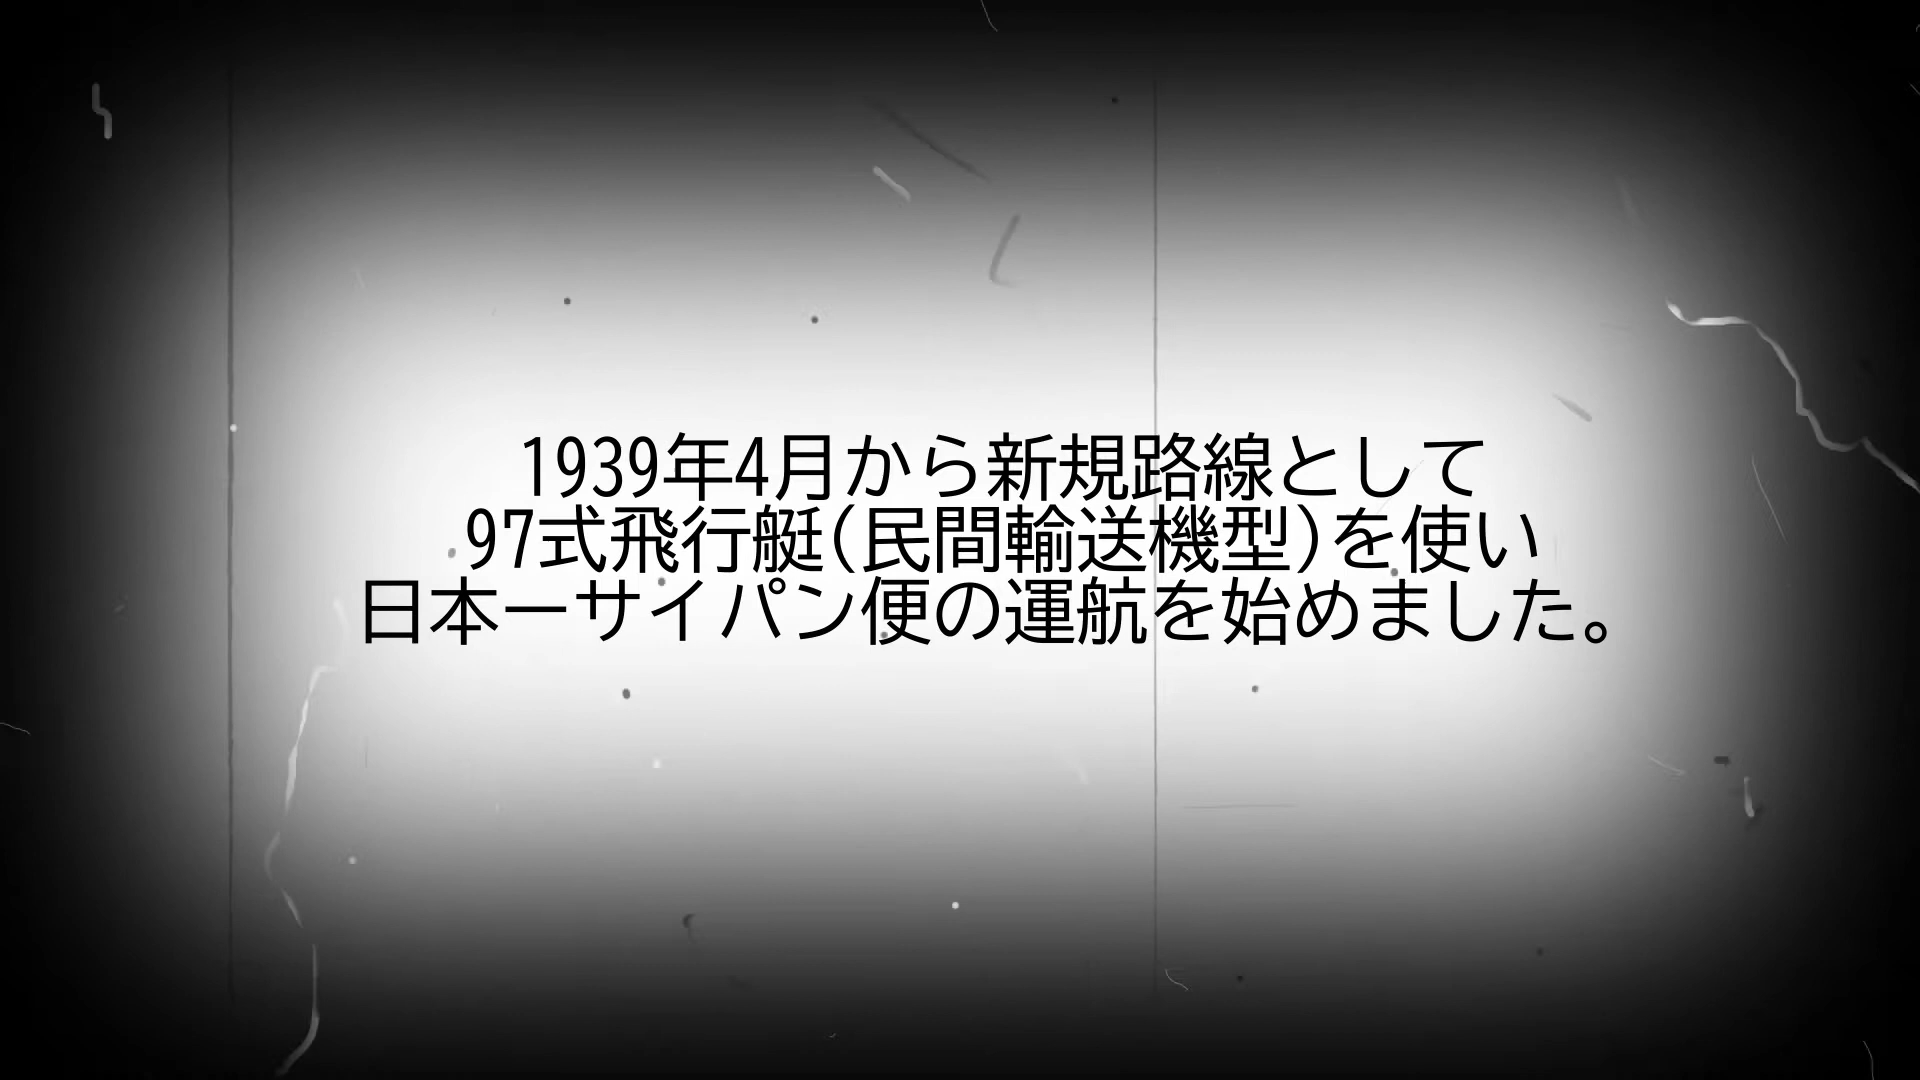 1939年4月から新規路線として
97式飛行艇(民間輸送機型)を使い
日本ーサイパン便の運航を始めました。